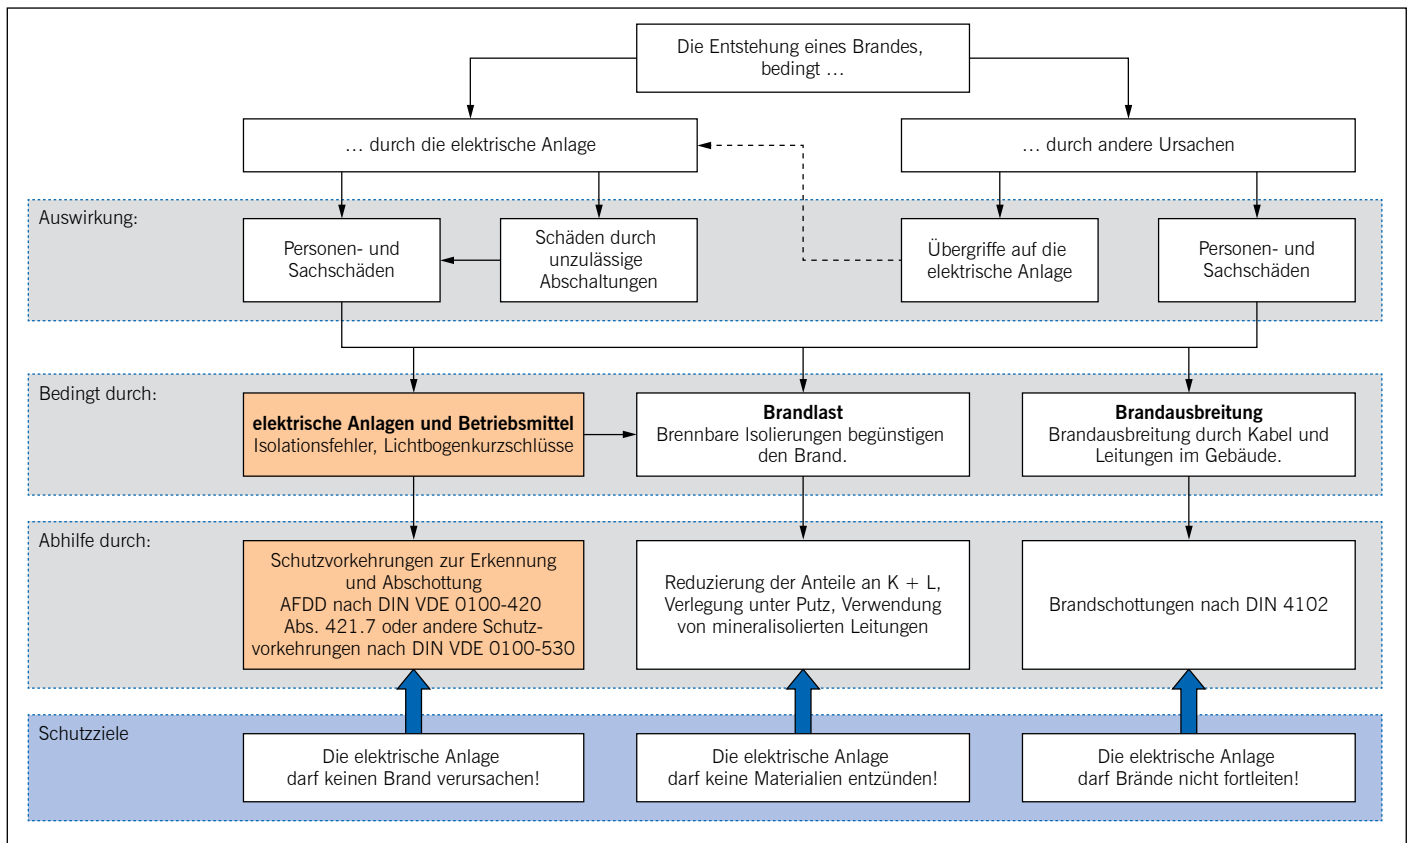 Die Entstehung eines Brandes,
bedingt …
… durch die elektrische Anlage
… durch andere Ursachen
Auswirkung:
Personen- und
Sachschäden
Schäden durch
unzulässige
Abschaltungen
Übergriffe auf die
elektrische Anlage
Personen- und
Sachschäden
Bedingt durch:
elektrische Anlagen und Betriebsmittel
Isolationsfehler, Lichtbogenkurzschlüsse
Brandlast
Brennbare Isolierungen begünstigen
den Brand.
Brandausbreitung
Brandausbreitung durch Kabel und
Leitungen im Gebäude.
Abhilfe durch:
Schutzvorkehrungen zur Erkennung
und Abschottung
AFDD nach DIN VDE 0100-420
Abs. 421.7 oder andere Schutz-
vorkehrungen nach DIN VDE 0100-530
Reduzierung der Anteile an K + L,
Verlegung unter Putz, Verwendung
von mineralisolierten Leitungen
Brandschottungen nach DIN 4102
Schutzziele
Die elektrische Anlage
darf keinen Brand verursachen!
Die elektrische Anlage
darf keine Materialien entzünden!
Die elektrische Anlage
darf Brände nicht fortleiten!